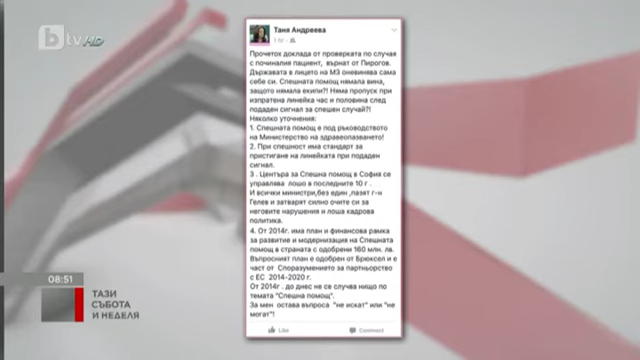 btv HD
Таня Андреева
1 hr
Прочетох доклада от проверката по случая
с починалия пациент, върнат от Пирогов.
Държавата в лицето на МЗ оневинява сама
себе си. Спешната помощ нямала вина,
защото нямала екипи?! Няма пропуск при
изпратена линейка час и половина след
подаден сигнал за спешен случай?!
Няколко уточнения:
1. Спешната помощ е под ръководството
на Министерство на здравеопазването!
2. При спешност има стандарт за
пристигане на линейката при подаден
сигнал.
3 . Центъра за Спешна помощ в София се
управлява лошо в последните 10 г .
И всички министри,без един ,пазят г-н
Гелев и затварят силно очите си за
неговите нарушения и лоша кадрова
политика.
4. От 2014г. има план и финансова рамка
за развитие и модернизация на Спешната
помощ в страната с одобрени 160 млн. лв.
Въпросният план е одобрен от Брюксел и е
част от Споразумението за партньорство
с ЕС 2014-2020 г.
От 2014г . до днес не се случва нищо по
темата "Спешна помощ".
За мен остава въпроса "не искат" или "не
могат"!
Like Comment
08:51
ТАЗИ
СЪБОТА
И НЕДЕЛЯ